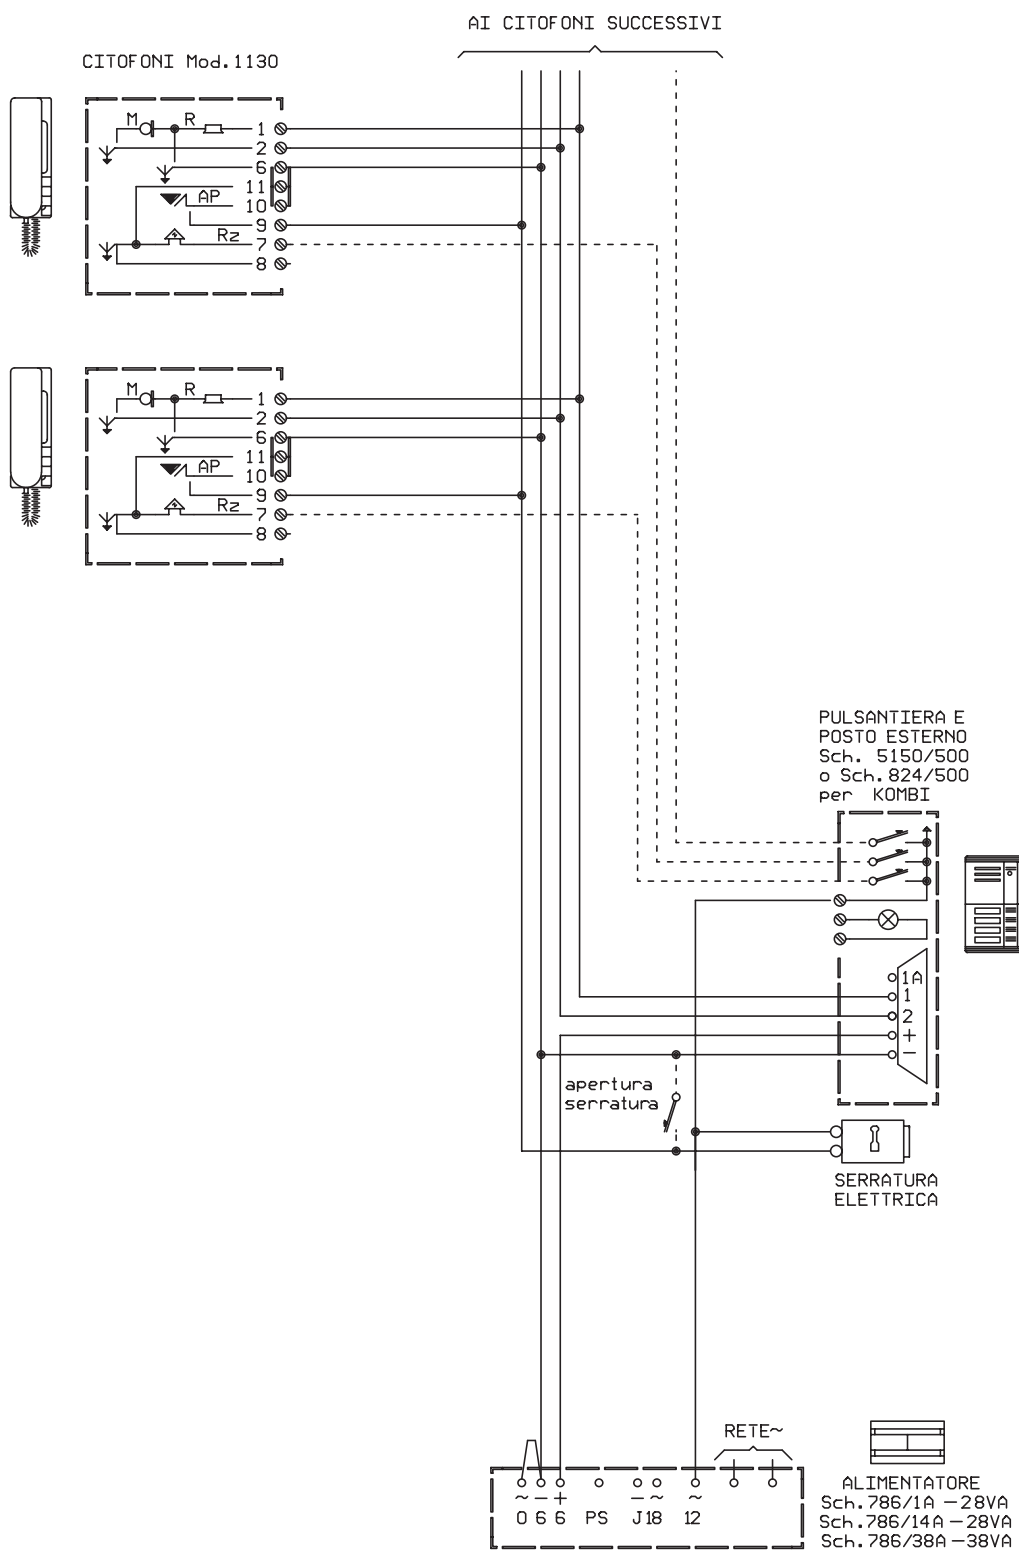 AI CITOFONI SUCCESSIVI
CITOFONI Mod.1130
M R 1
2
6
11
AP 10
9
Rz 7
8
M R 1
2
6
11
AP 10
9
Rz 7
8
PULSANTIERA E
POSTO ESTERNO
Sch. 5150/500
o Sch.824/500
per KOMBI
1A
1
2
+
−
apertura
serratura
SERRATURA
ELETTRICA
RETE~
~ − + − ~ ~
0 6 6 PS J18 12
ALIMENTATORE
Sch.786/1A −28VA
Sch.786/14A −28VA
Sch.786/38A −38VA